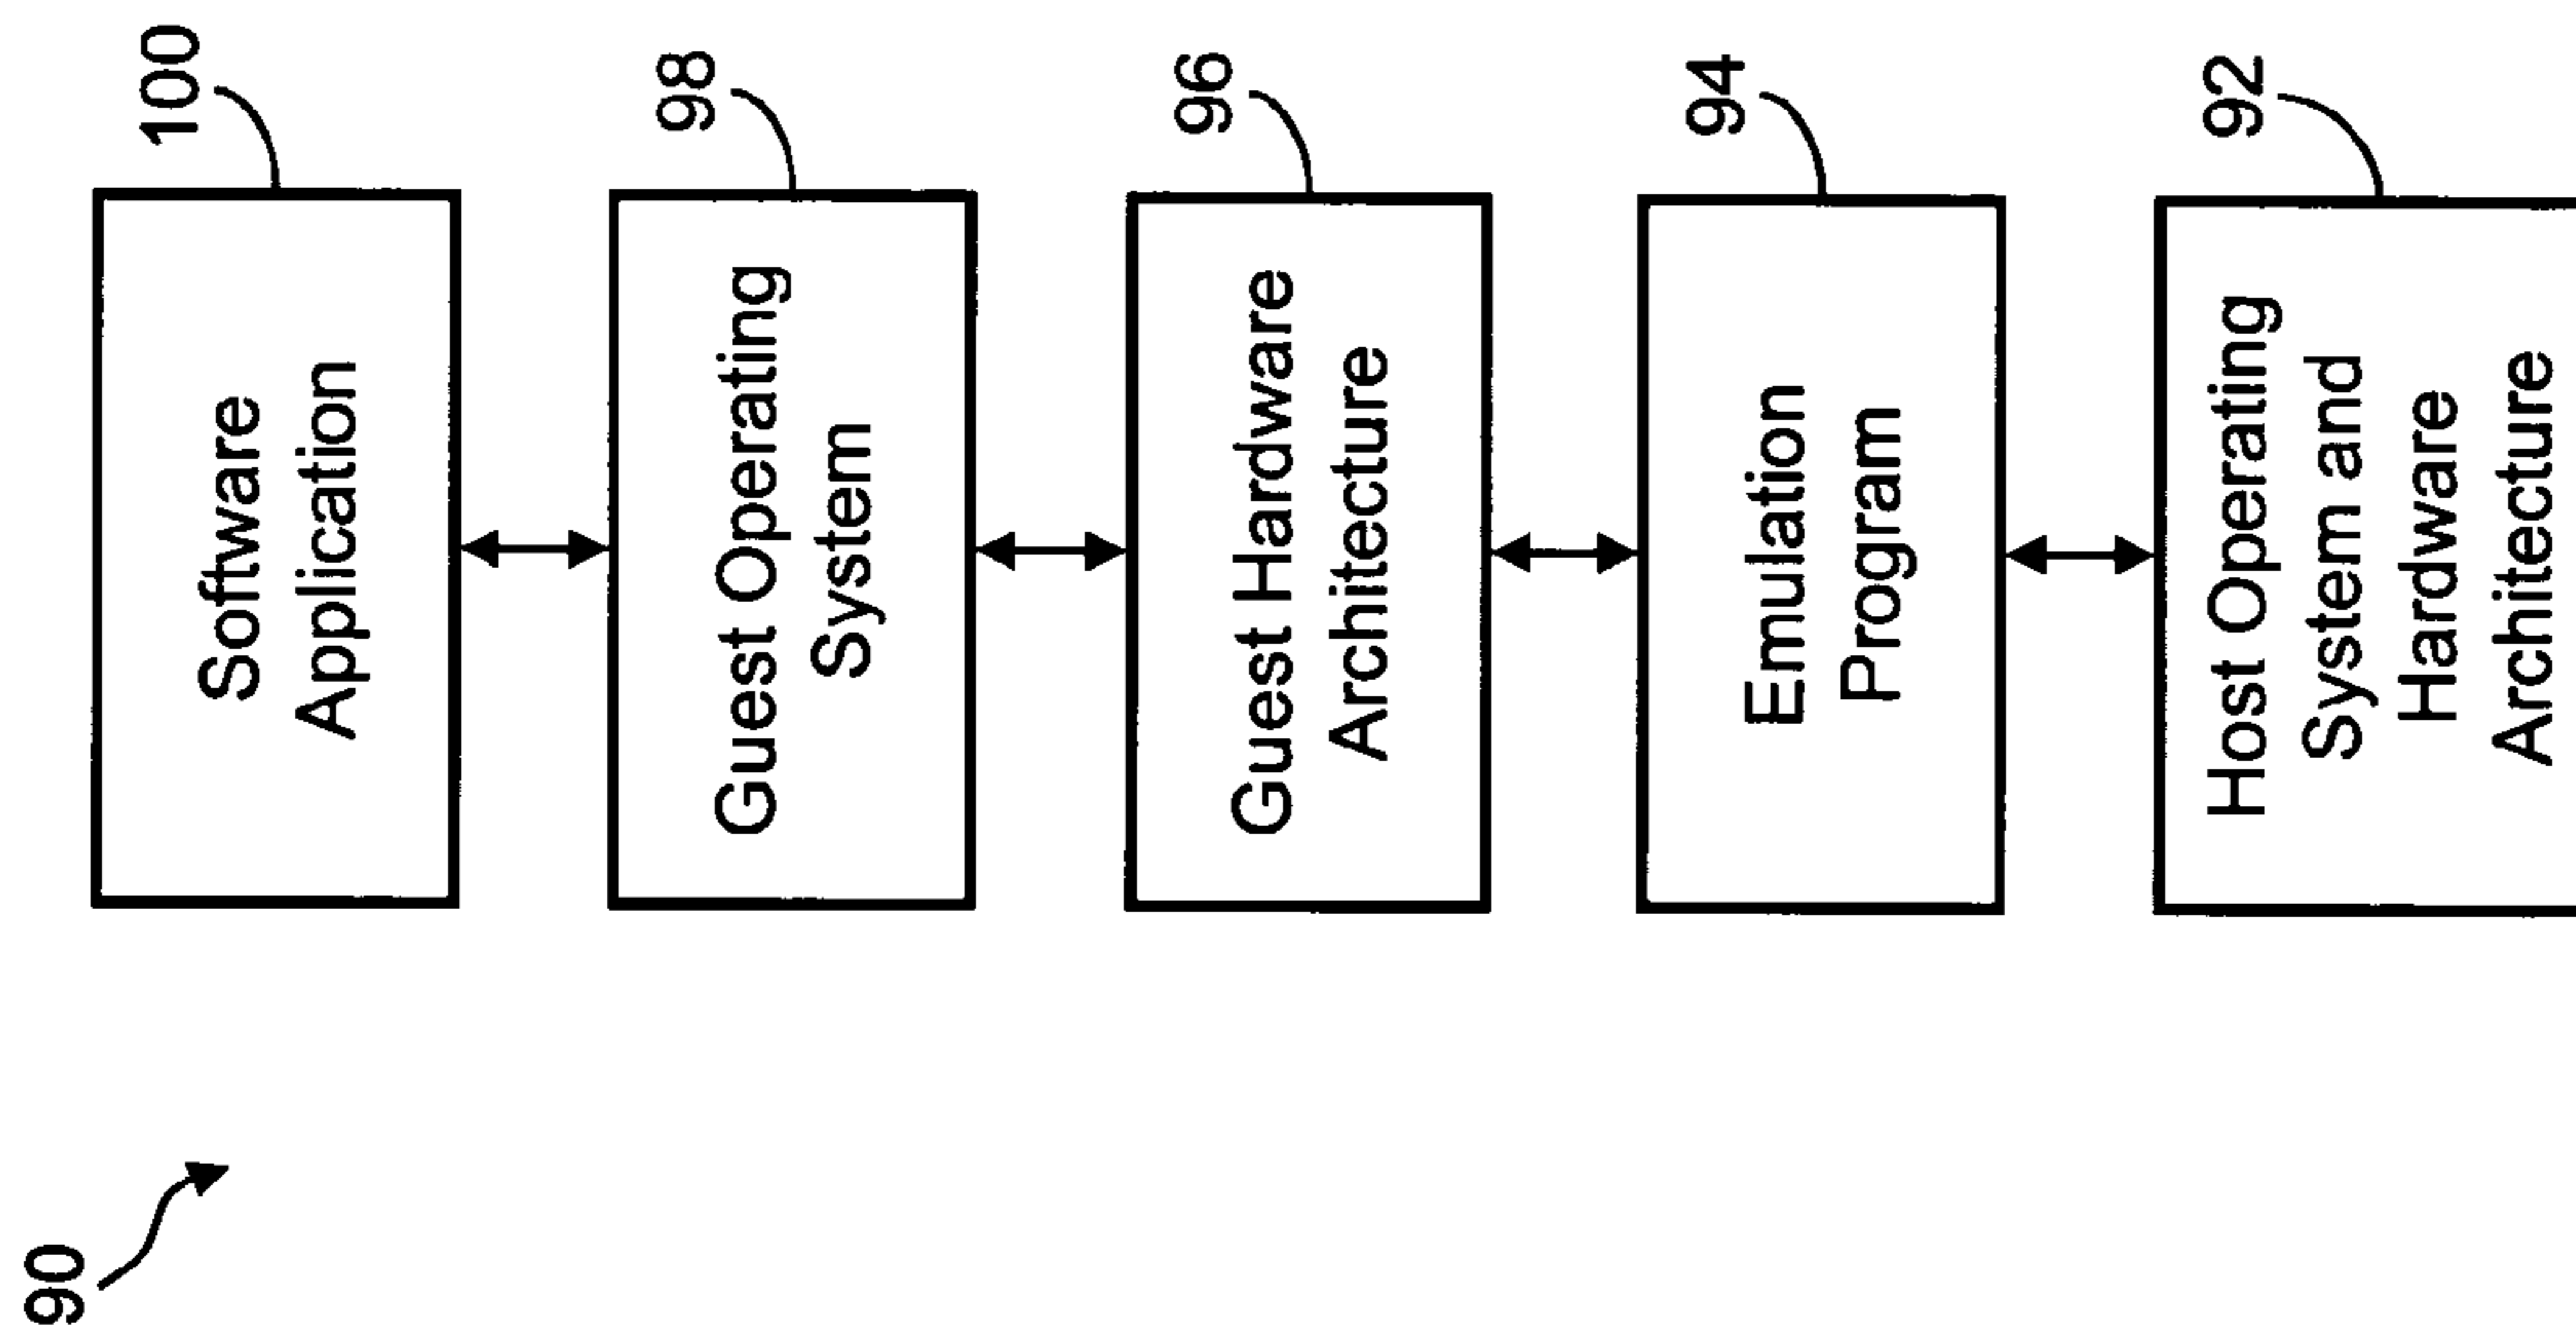 90
100
Software
Application
98
Guest Operating
System
96
Guest Hardware
Architecture
94
Emulation
Program
92
Host Operating
System and
Hardware
Architecture